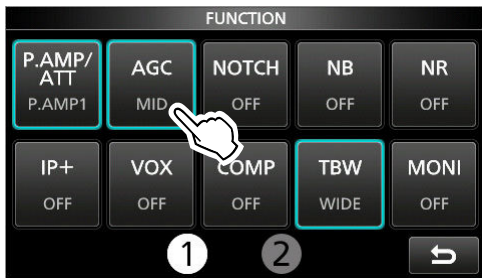 FUNCTION
P.AMP/ATT AGC NOTCH NB NR
P.AMP1 MID OFF OFF OFF
IP+ VOX COMP TBW MONI
OFF OFF OFF WIDE OFF
1 2